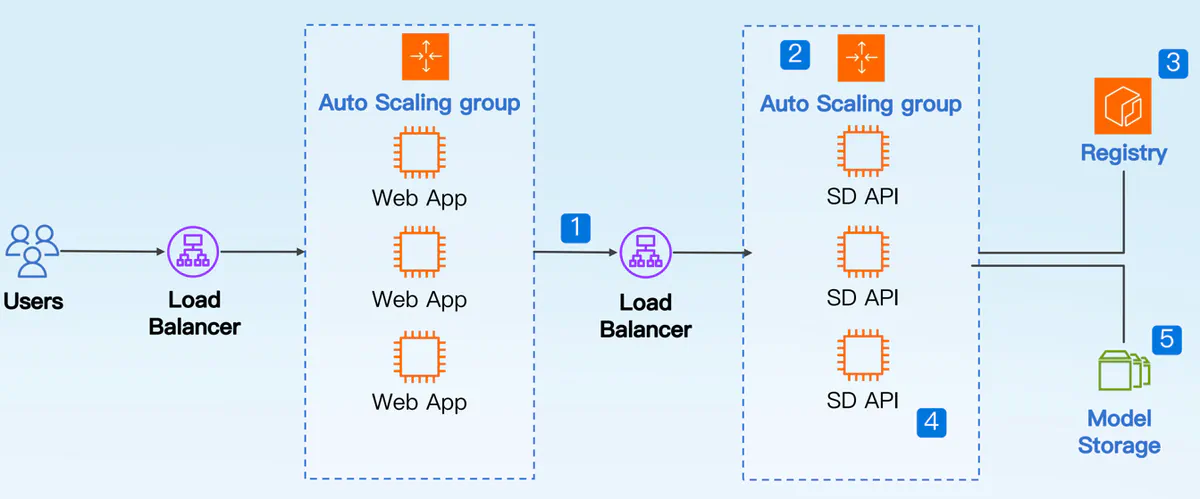 Users
Load
Balancer
Auto Scaling group
Web App
Web App
Web App
1
Load
Balancer
2
Auto Scaling group
SD API
SD API
SD API
4
3
Registry
5
Model
Storage